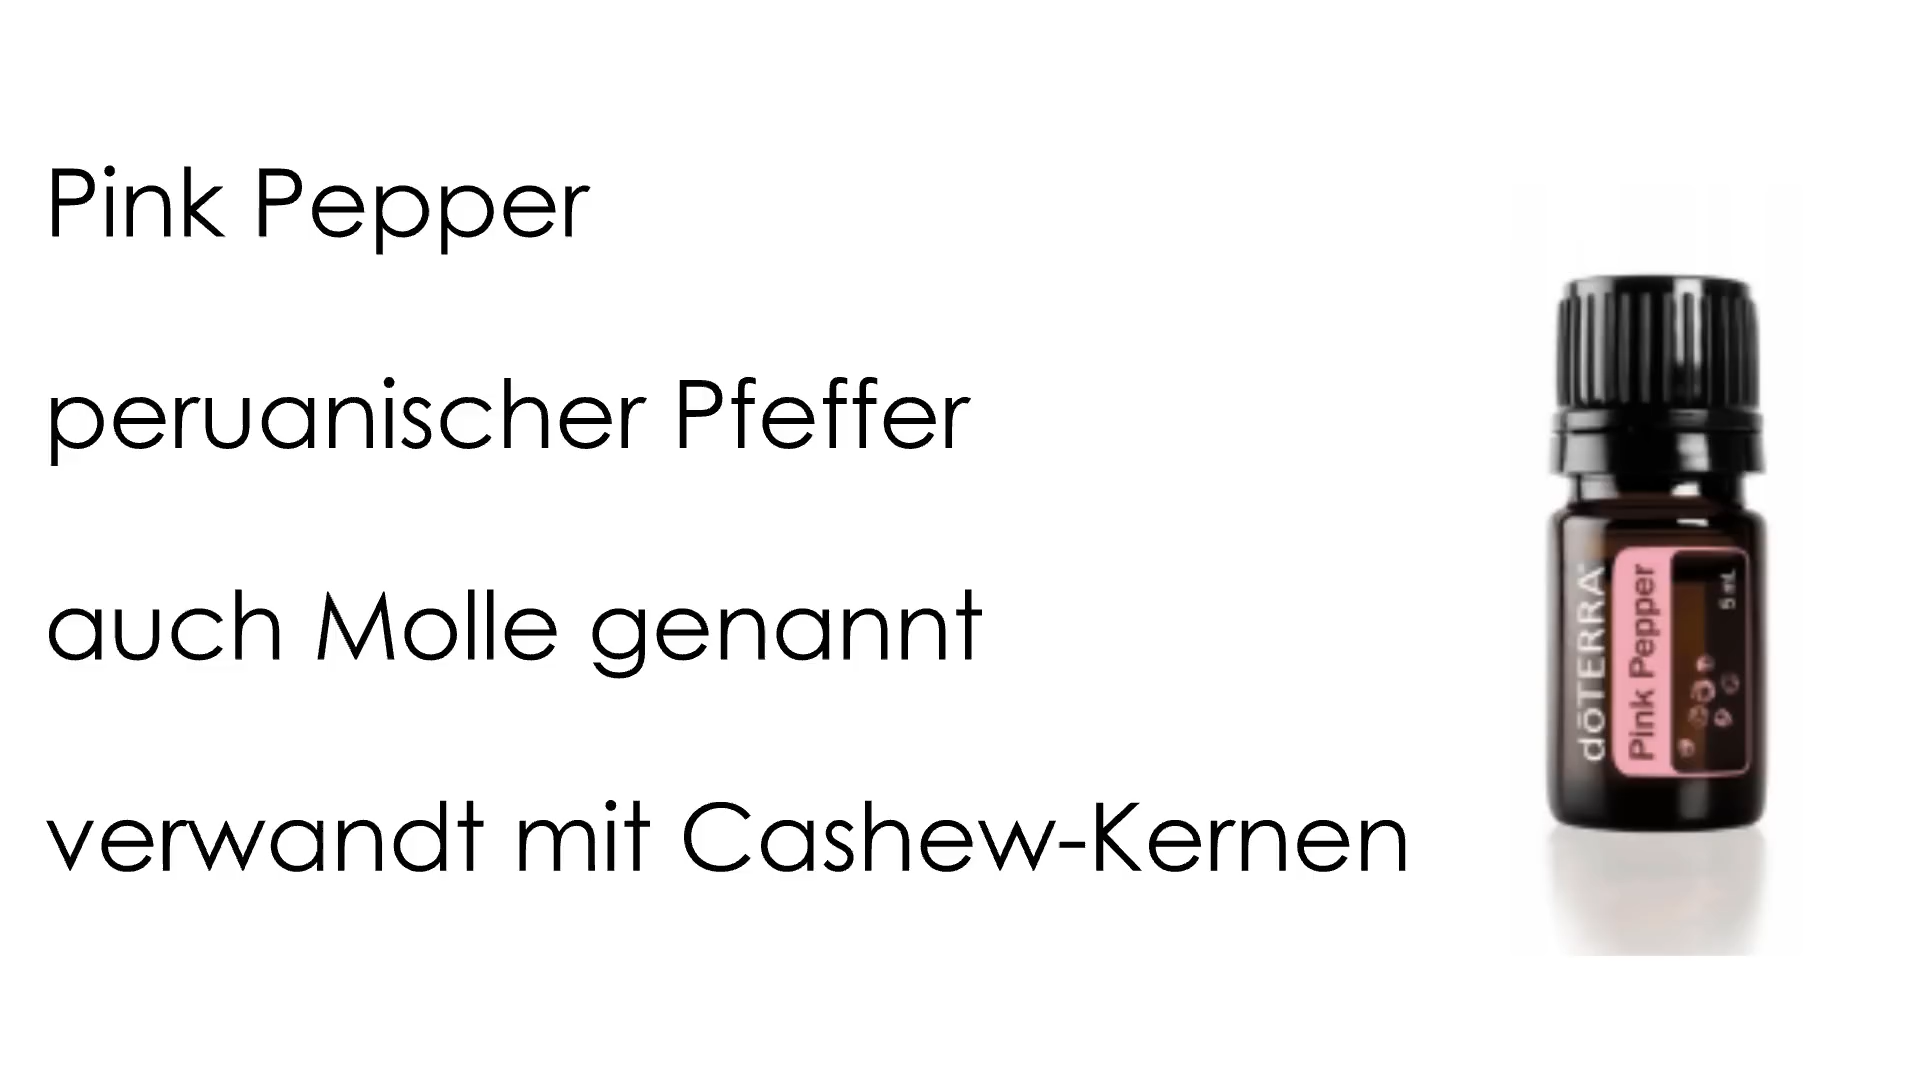 Pink Pepper
peruanischer Pfeffer
auch Molle genannt
verwandt mit Cashew-Kernen
dōTERRA
Pink Pepper
5 mL